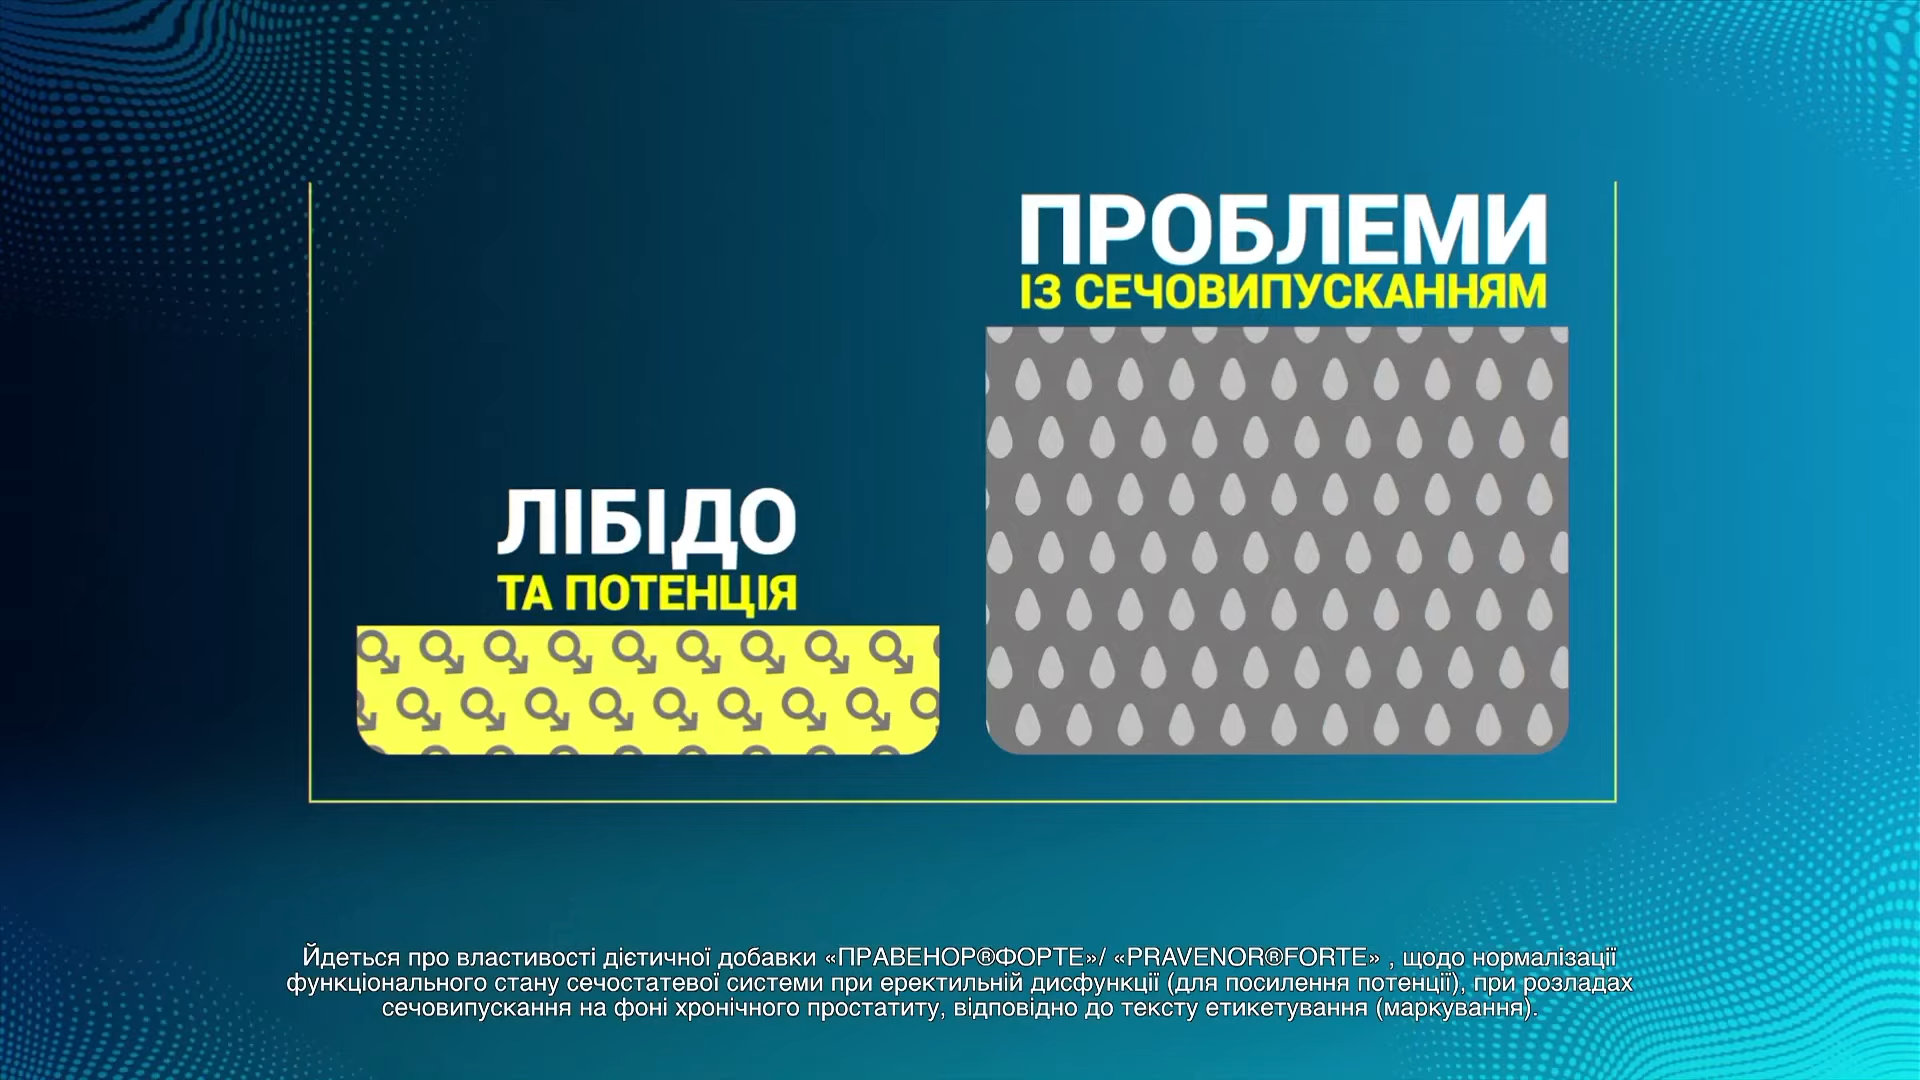 ПРОБЛЕМИ
ІЗ СЕЧОВИПУСКАННЯМ
ЛІБІДО
ТА ПОТЕНЦІЯ
Йдеться про властивості дієтичної добавки «ПРАВЕНОР®ФОРТЕ»/ «PRAVENOR®FORTE» , щодо нормалізації
функціонального стану сечостатевої системи при еректильній дисфункції (для посилення потенції), при розладах
сечовипускання на фоні хронічного простатиту, відповідно до тексту етикетування (маркування).